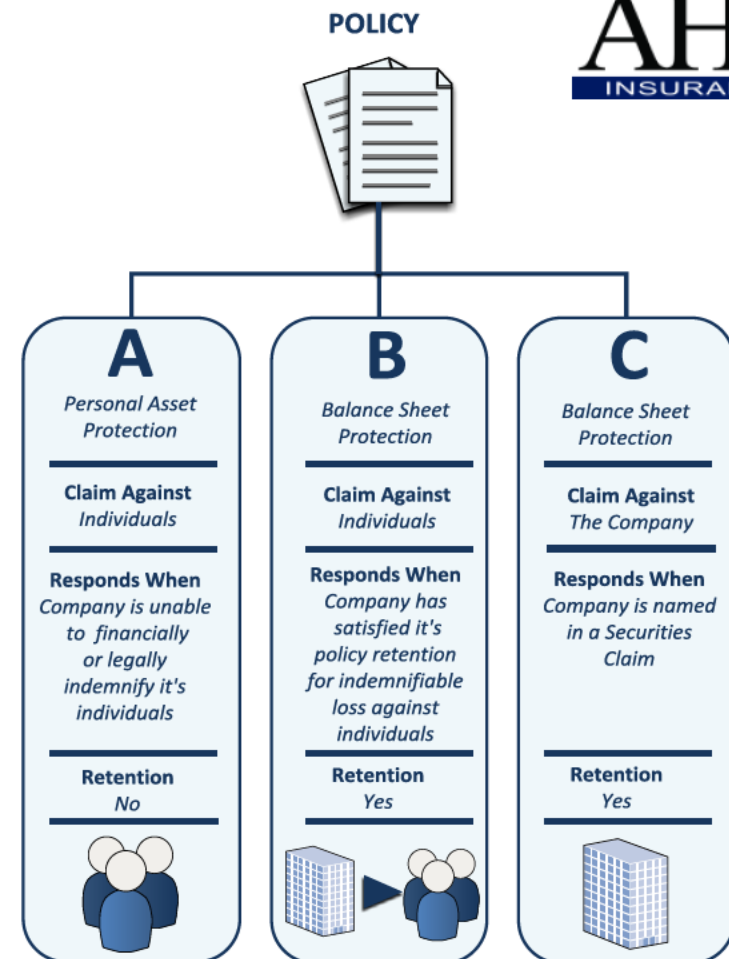 POLICY
AH
INSURA
A
Personal Asset
Protection
Claim Against
Individuals
Responds When
Company is unable
to financially
or legally
indemnify it's
individuals
Retention
No
B
Balance Sheet
Protection
Claim Against
Individuals
Responds When
Company has
satisfied it's
policy retention
for indemnifiable
loss against
individuals
Retention
Yes
C
Balance Sheet
Protection
Claim Against
The Company
Responds When
Company is named
in a Securities
Claim
Retention
Yes